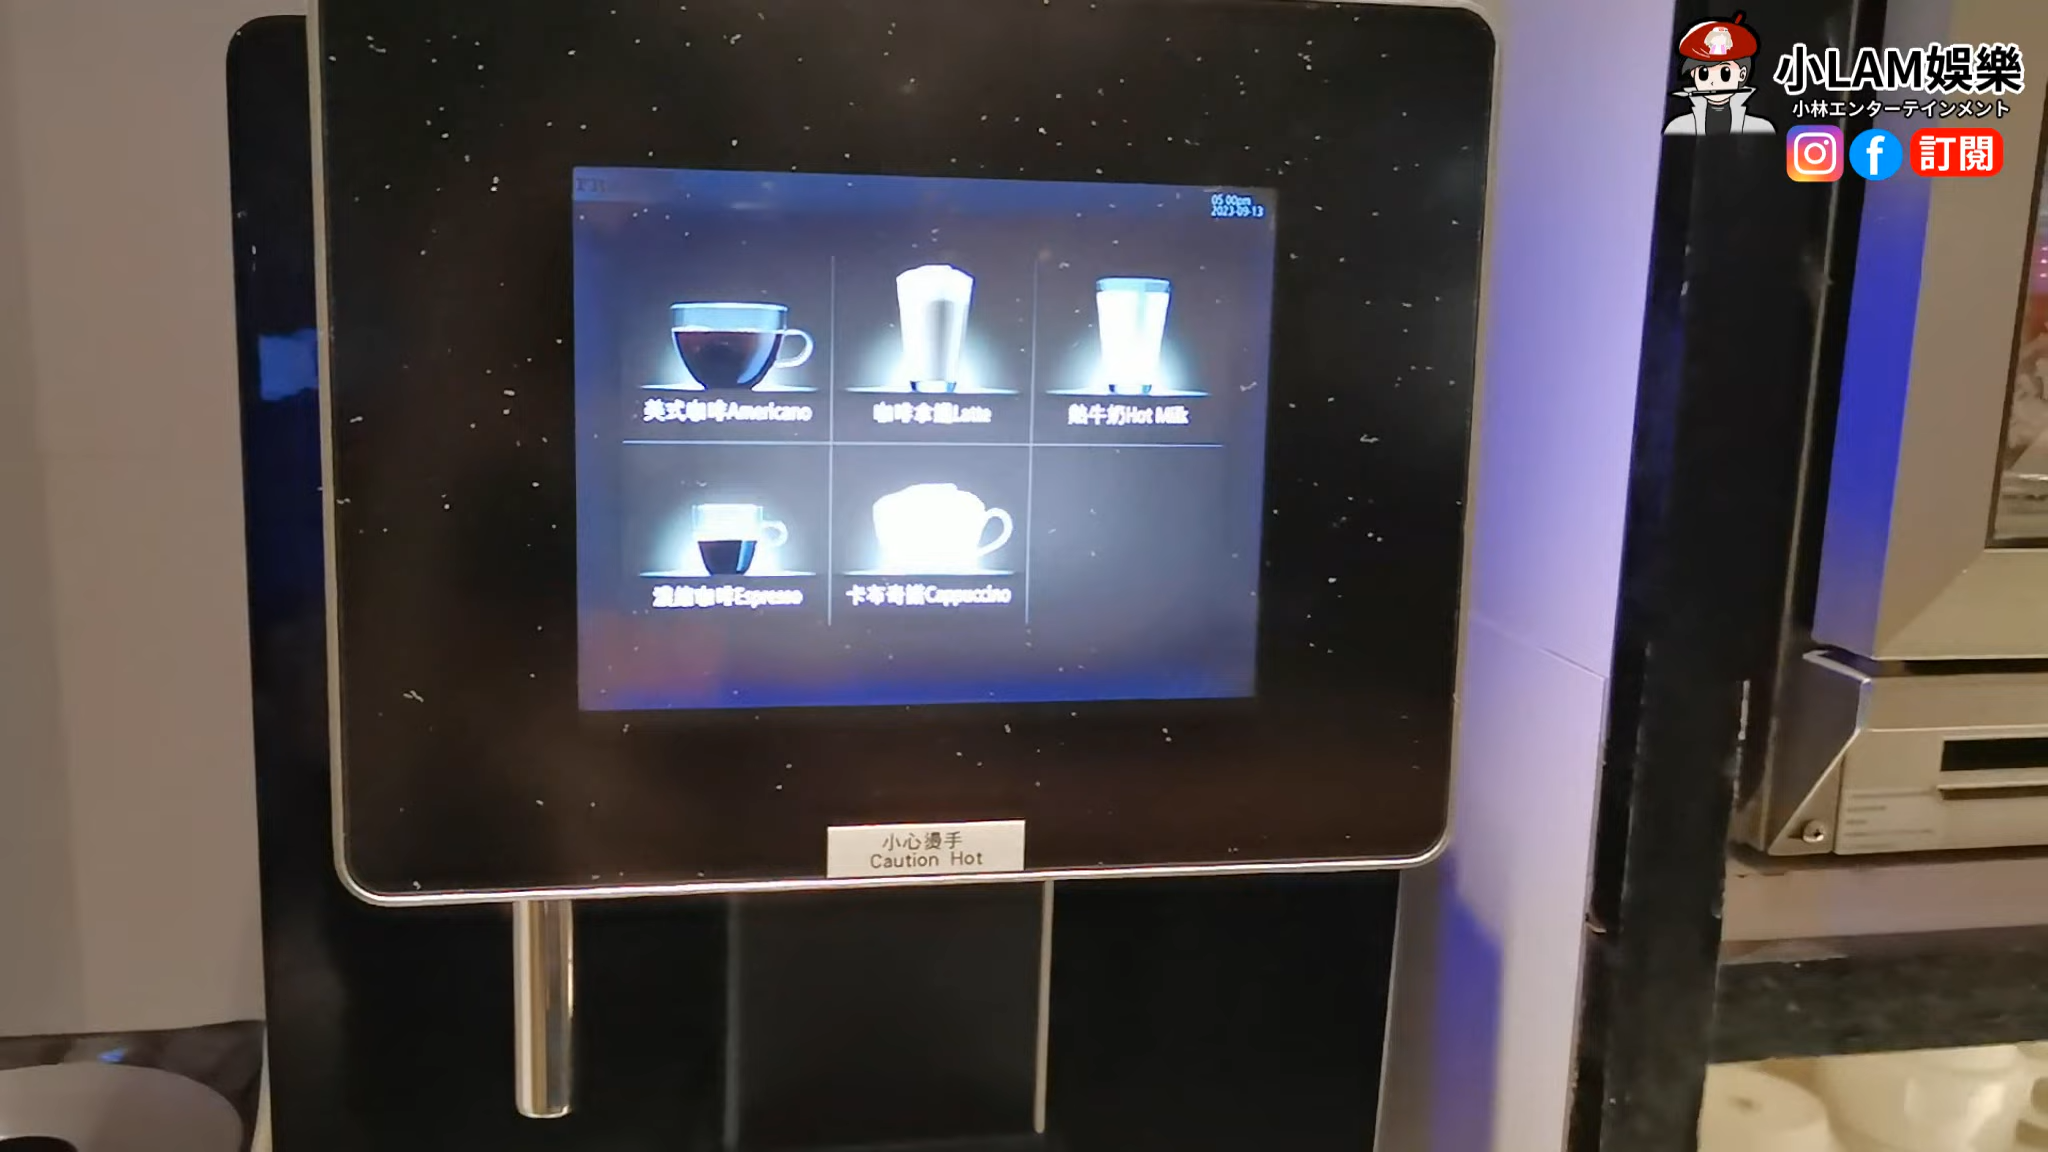 小LAM娛樂
小林エンターテインメント
訂閱
05:00pm
2023-09-13
美式咖啡Americano
咖啡拿鐵Latte
熱牛奶Hot Milk
濃縮咖啡Espresso
卡布奇諾Cappuccino
小心燙手
Caution Hot